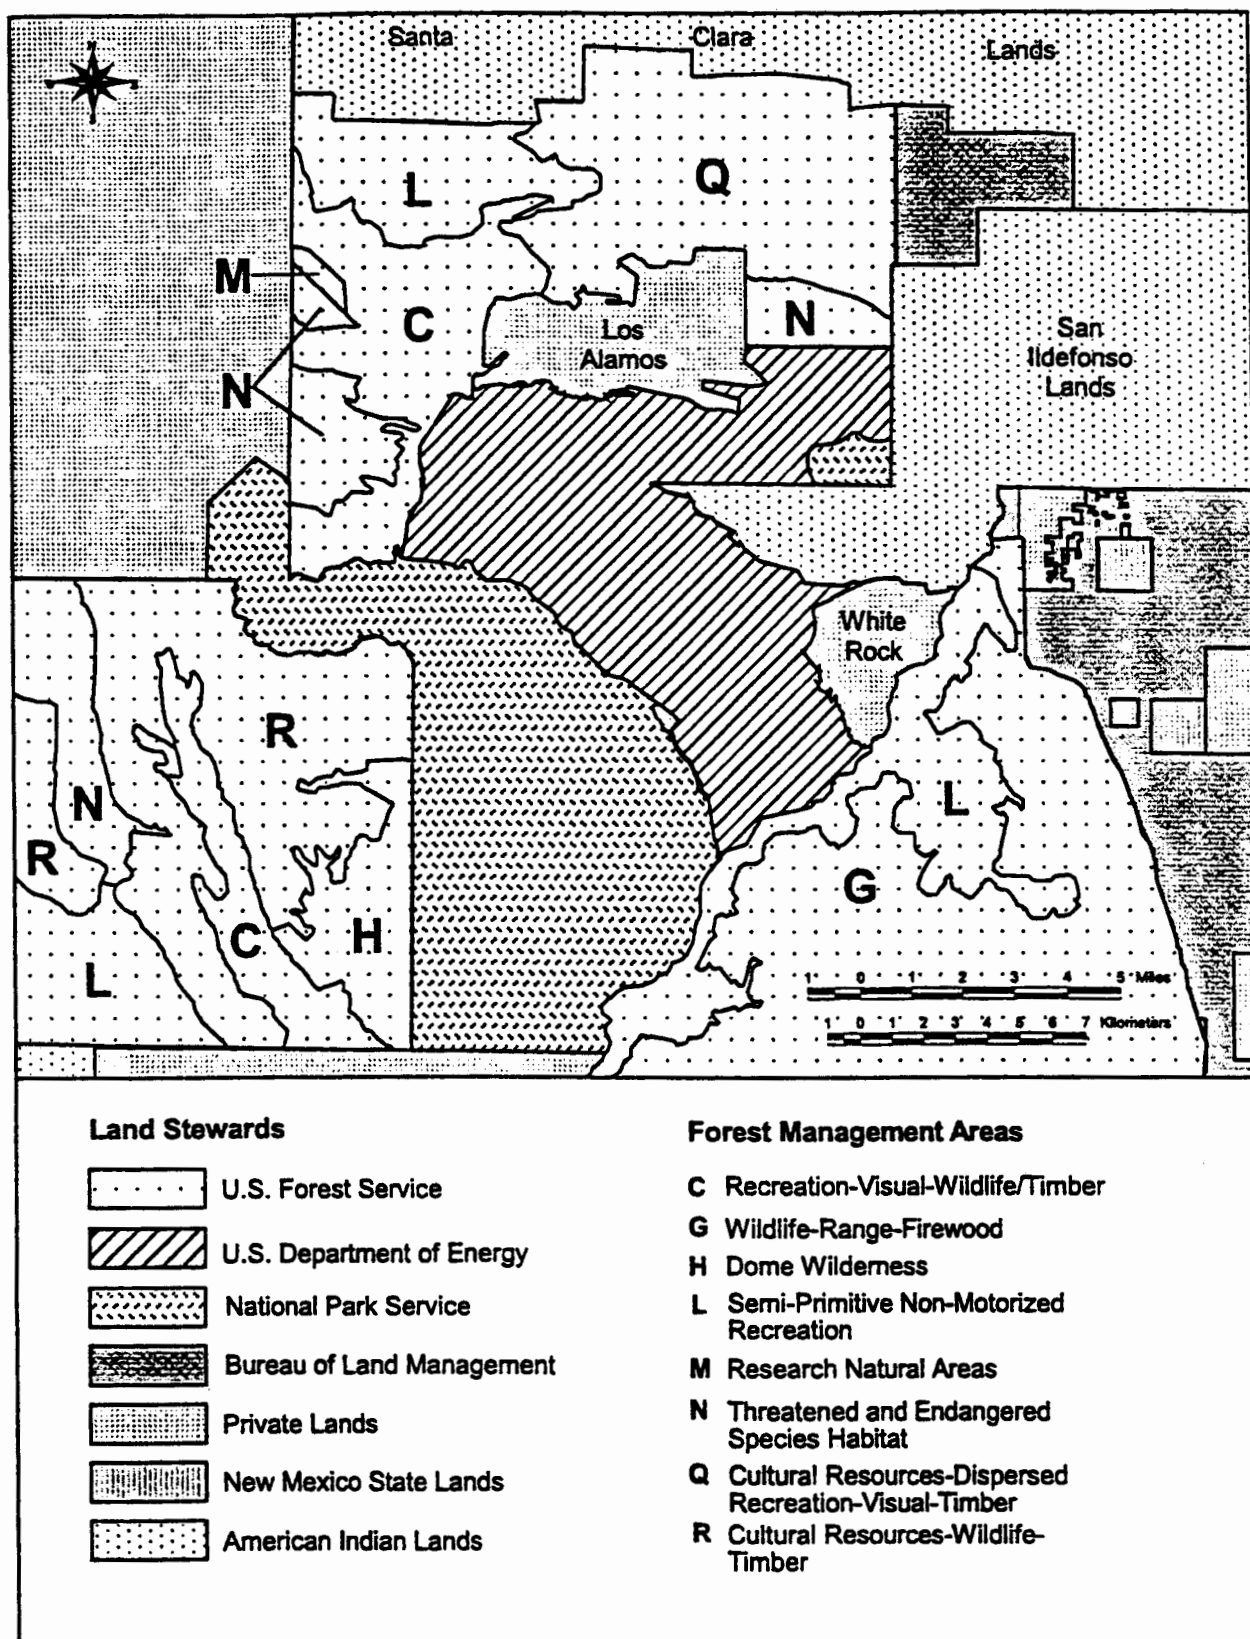 Santa
Clara
Lands
L
Q
M
C
N
Los
Alamos
San
Ildefonso
Lands
N
White
Rock
R
N
L
R
G
C
H
L
1 0 1 2 3 4 5 Miles
1 0 1 2 3 4 5 6 7 Kilometers
Land Stewards
U.S. Forest Service
U.S. Department of Energy
National Park Service
Bureau of Land Management
Private Lands
New Mexico State Lands
American Indian Lands
Forest Management Areas
C Recreation-Visual-Wildlife/Timber
G Wildlife-Range-Firewood
H Dome Wilderness
L Semi-Primitive Non-Motorized
Recreation
M Research Natural Areas
N Threatened and Endangered
Species Habitat
Q Cultural Resources-Dispersed
Recreation-Visual-Timber
R Cultural Resources-Wildlife-
Timber